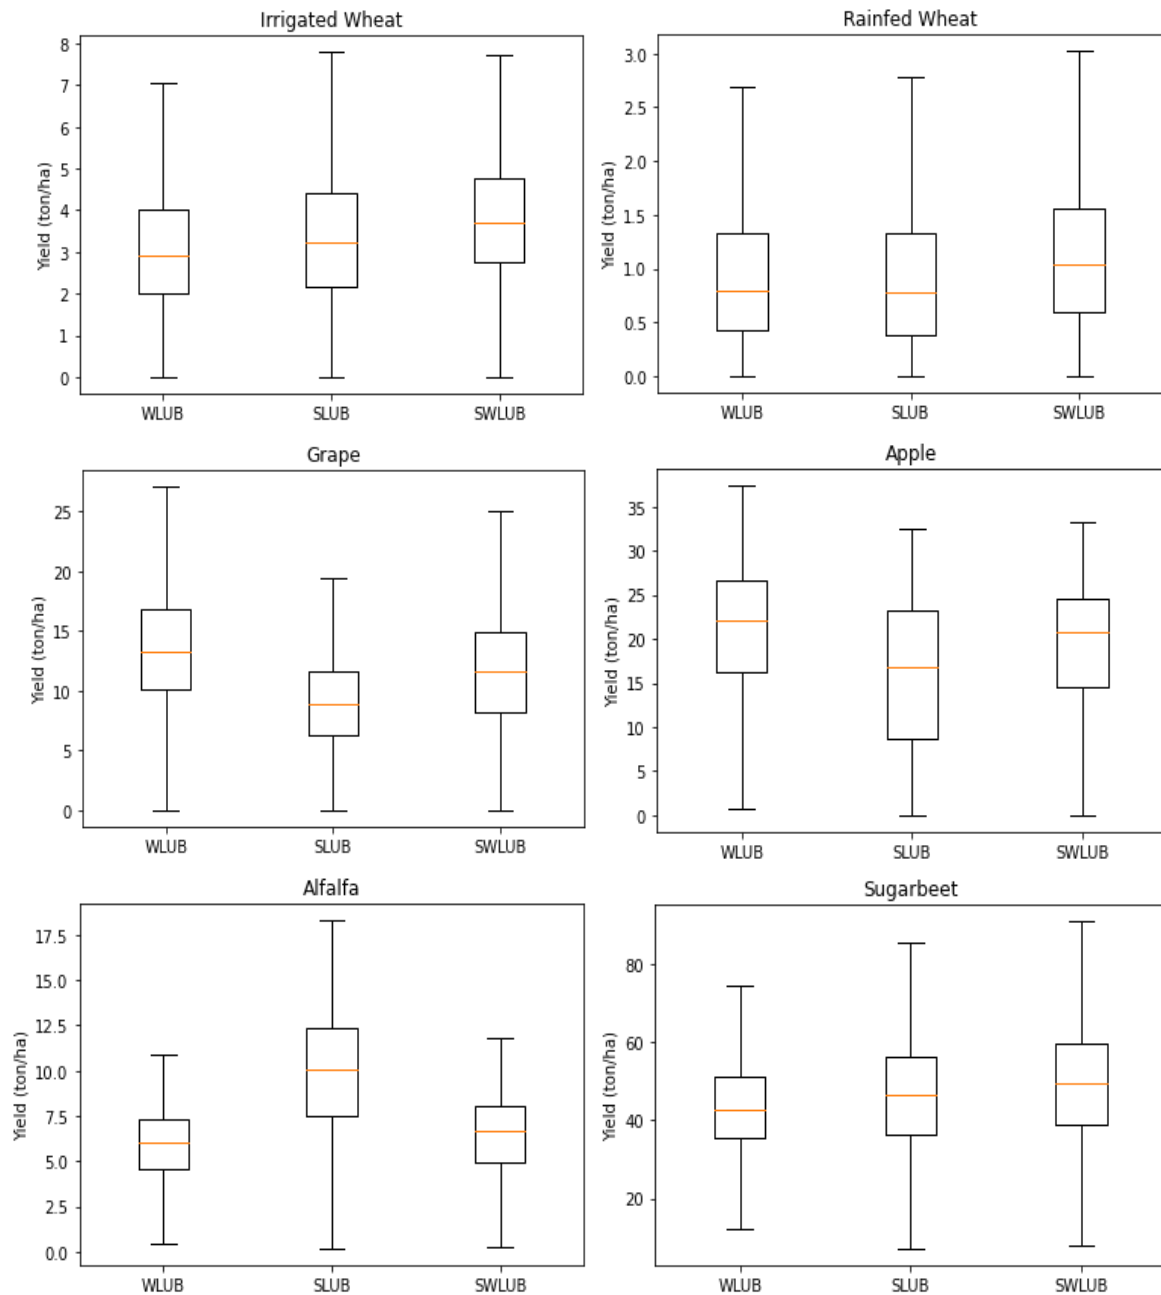 Irrigated Wheat
Yield (ton/ha)
8
7
6
5
4
3
2
1
0
WLUB SLUB SWLUB
Rainfed Wheat
Yield (ton/ha)
3.0
2.5
2.0
1.5
1.0
0.5
0.0
WLUB SLUB SWLUB
Grape
Yield (ton/ha)
25
20
15
10
5
0
WLUB SLUB SWLUB
Apple
Yield (ton/ha)
35
30
25
20
15
10
5
0
WLUB SLUB SWLUB
Alfalfa
Yield (ton/ha)
17.5
15.0
12.5
10.0
7.5
5.0
2.5
0.0
WLUB SLUB SWLUB
Sugarbeet
Yield (ton/ha)
80
60
40
20
WLUB SLUB SWLUB